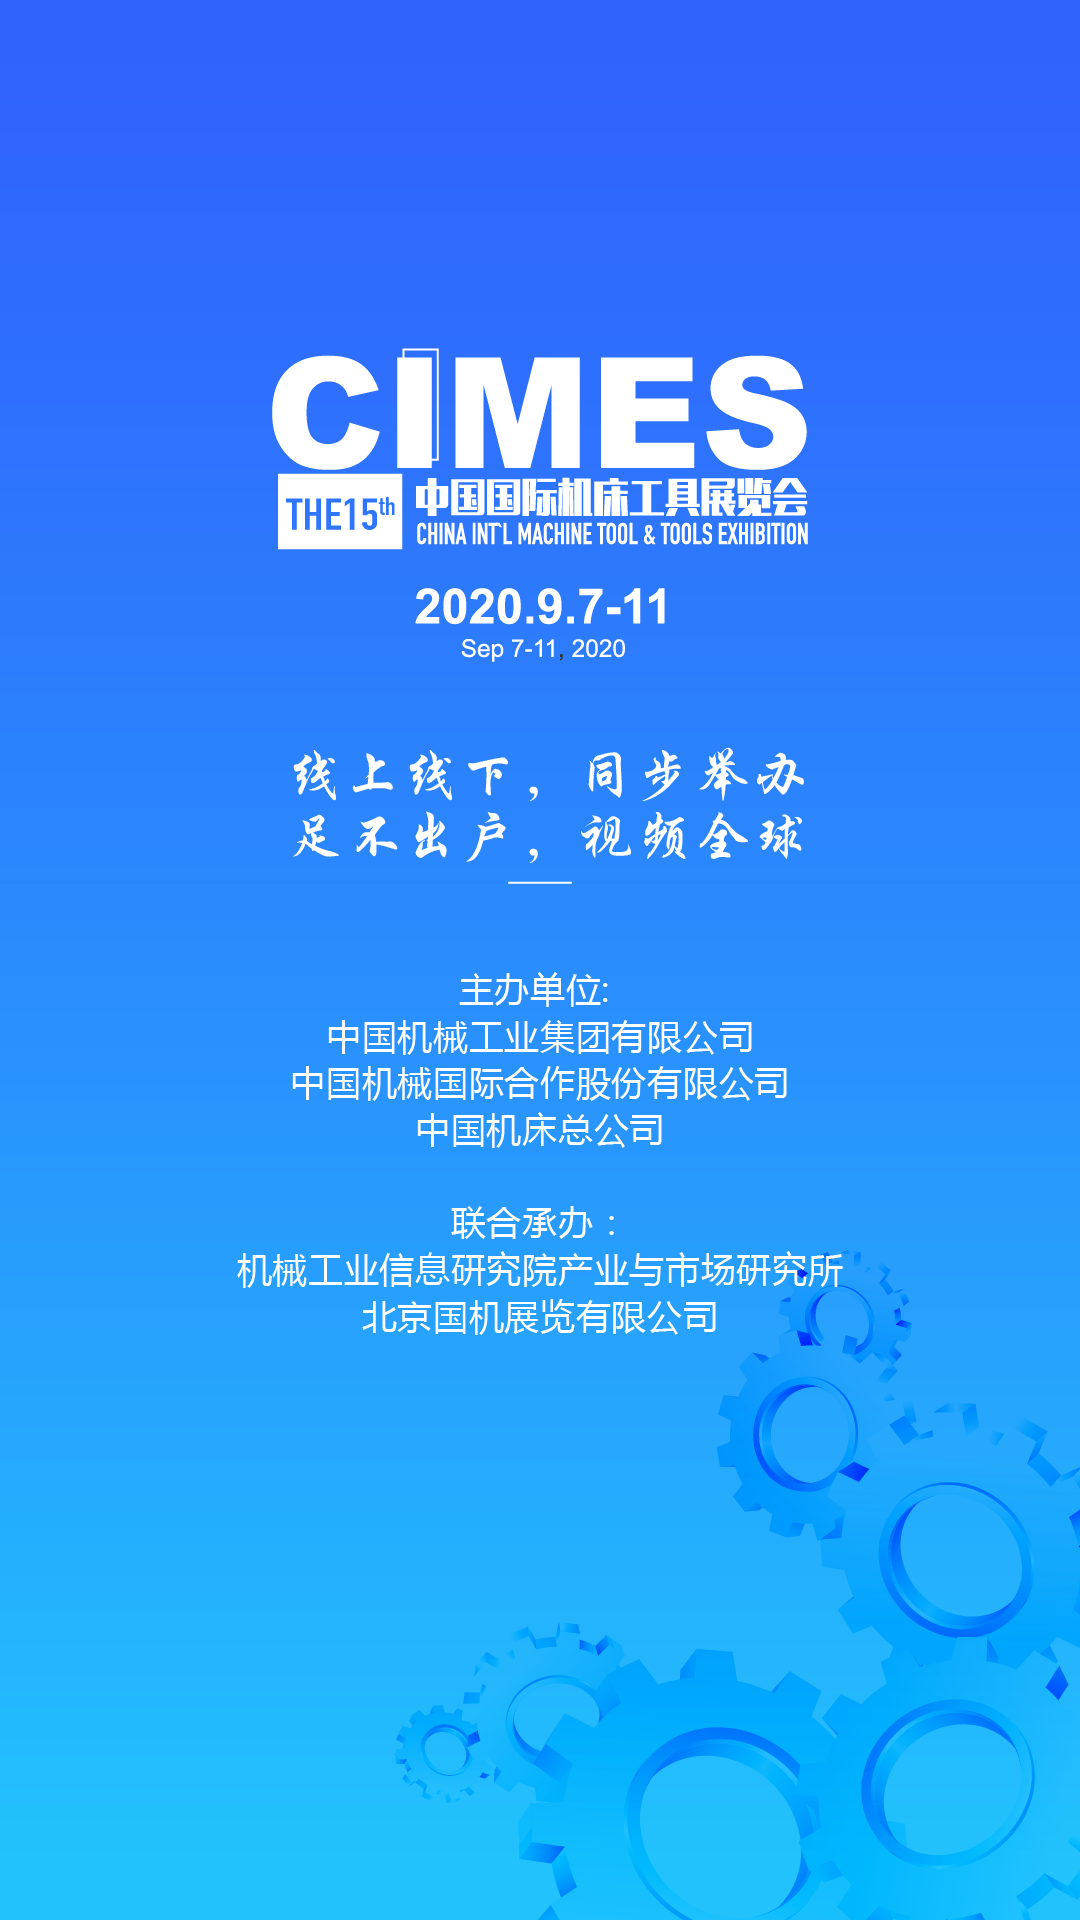 CIMES
THE15th
中国国际机床工具展览会
CHINA INT`L MACHINE TOOL & TOOLS EXHIBITION
2020.9.7-11
Sep 7-11, 2020
线上线下，同步举办
足不出户，视频全球
主办单位:
中国机械工业集团有限公司
中国机械国际合作股份有限公司
中国机床总公司
联合承办：
机械工业信息研究院产业与市场研究所
北京国机展览有限公司